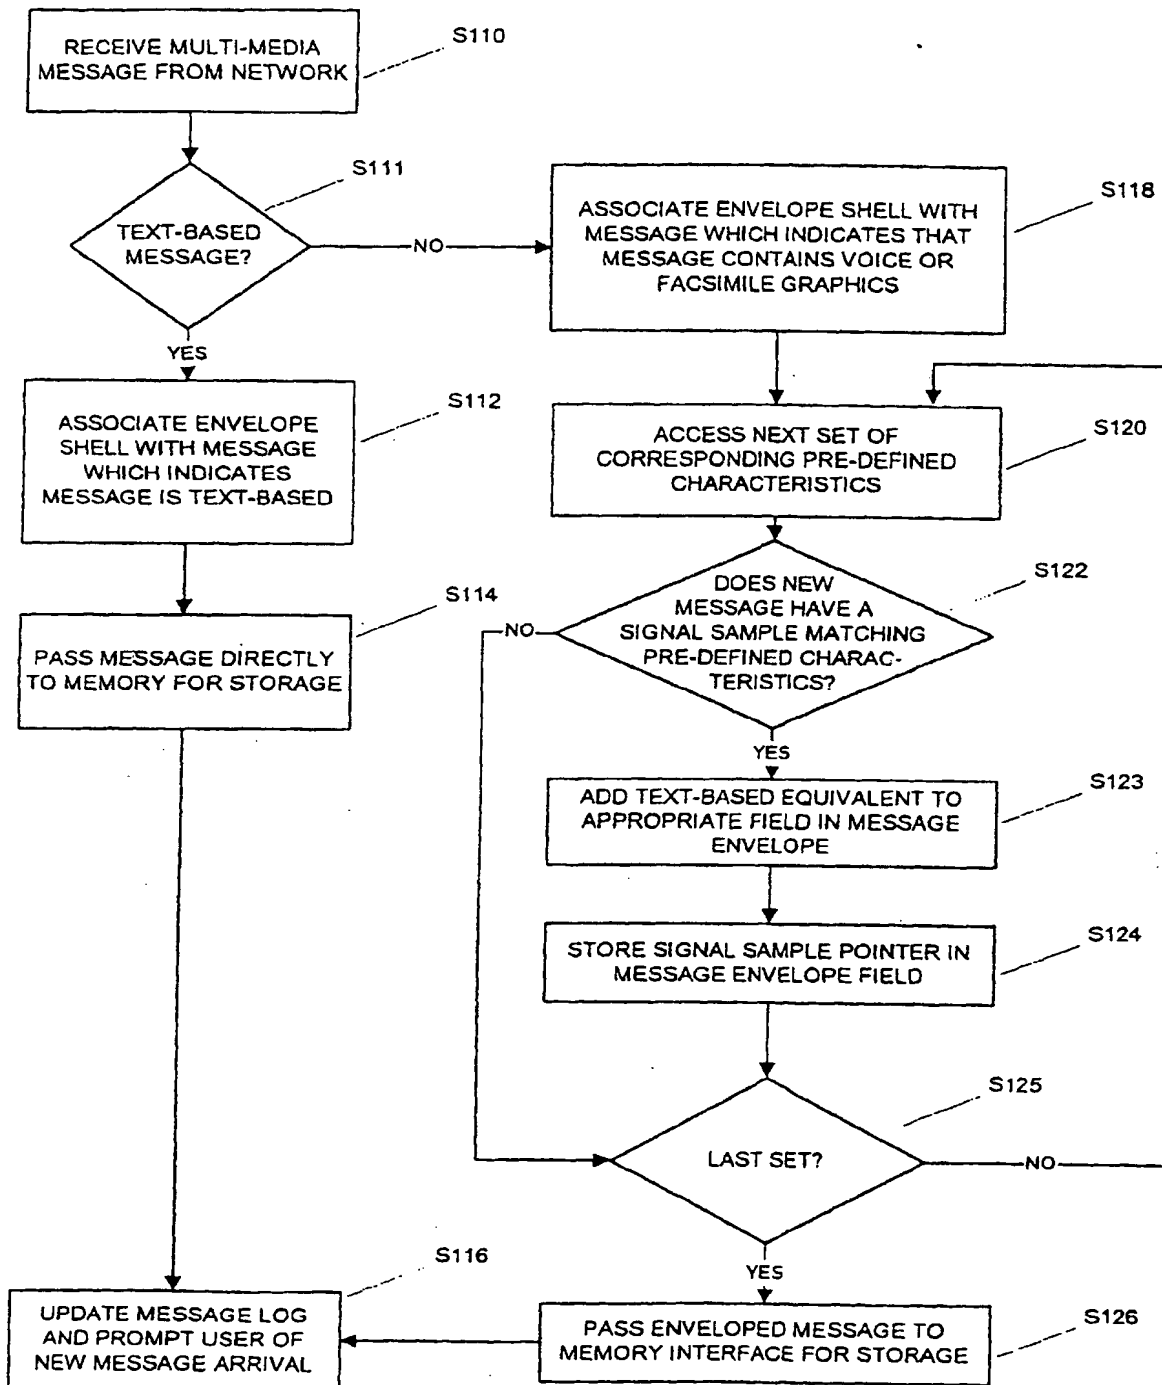 RECEIVE MULTI-MEDIA
MESSAGE FROM NETWORK
S110
TEXT-BASED
MESSAGE?
S111
NO
YES
ASSOCIATE ENVELOPE SHELL WITH
MESSAGE WHICH INDICATES THAT
MESSAGE CONTAINS VOICE OR
FACSIMILE GRAPHICS
S118
ASSOCIATE ENVELOPE
SHELL WITH MESSAGE
WHICH INDICATES
MESSAGE IS TEXT-BASED
S112
ACCESS NEXT SET OF
CORRESPONDING PRE-DEFINED
CHARACTERISTICS
S120
PASS MESSAGE DIRECTLY
TO MEMORY FOR STORAGE
S114
DOES NEW
MESSAGE HAVE A
SIGNAL SAMPLE MATCHING
PRE-DEFINED CHARAC-
TERISTICS?
S122
NO
YES
ADD TEXT-BASED EQUIVALENT TO
APPROPRIATE FIELD IN MESSAGE
ENVELOPE
S123
STORE SIGNAL SAMPLE POINTER IN
MESSAGE ENVELOPE FIELD
S124
LAST SET?
S125
NO
YES
PASS ENVELOPED MESSAGE TO
MEMORY INTERFACE FOR STORAGE
S126
UPDATE MESSAGE LOG
AND PROMPT USER OF
NEW MESSAGE ARRIVAL
S116